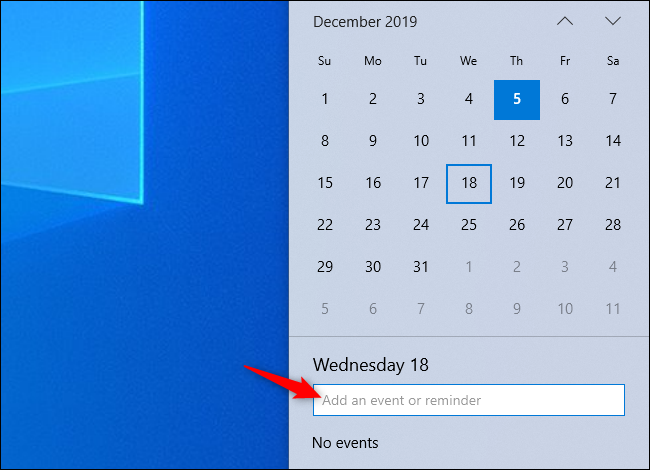 December 2019
Su Mo Tu We Th Fr Sa
1 2 3 4 5 6 7
8 9 10 11 12 13 14
15 16 17 18 19 20 21
22 23 24 25 26 27 28
29 30 31 1 2 3 4
5 6 7 8 9 10 11
Wednesday 18
Add an event or reminder
No events